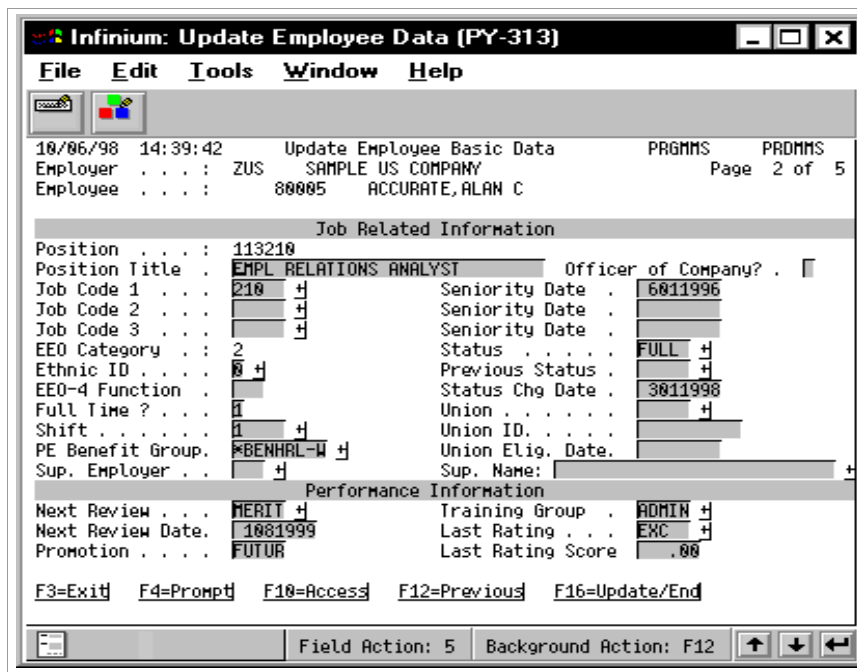 Infinium: Update Employee Data (PY-313)
File Edit Tools Window Help
10/06/98 14:39:42 Update Employee Basic Data PRGMMS PRDMMS
Employer . . . : ZUS SAMPLE US COMPANY Page 2 of 5
Employee . . . : 80005 ACCURATE,ALAN C
Job Related Information
Position . . . : 113210
Position Title . EMPL RELATIONS ANALYST Officer of Company? .
Job Code 1 . . . 210 + Seniority Date . 6011996
Job Code 2 . . . + Seniority Date .
Job Code 3 . . . + Seniority Date .
EEO Category . : 2 Status . . . . . FULL +
Ethnic ID . . . . 0 + Previous Status . +
EEO-4 Function . Status Chg Date . 3011998
Full Time ? . . . 1 Union . . . . . . +
Shift . . . . . . 1 + Union ID. . . . .
PE Benefit Group. *BENHRL-W + Union Elig. Date.
Sup. Employer . . + Sup. Name: +
Performance Information
Next Review . . . MERIT + Training Group . ADMIN +
Next Review Date. 1081999 Last Rating . . . EXC +
Promotion . . . . FUTUR Last Rating Score .00
F3=Exit F4=Prompt F10=Access F12=Previous F16=Update/End
Field Action: 5 Background Action: F12